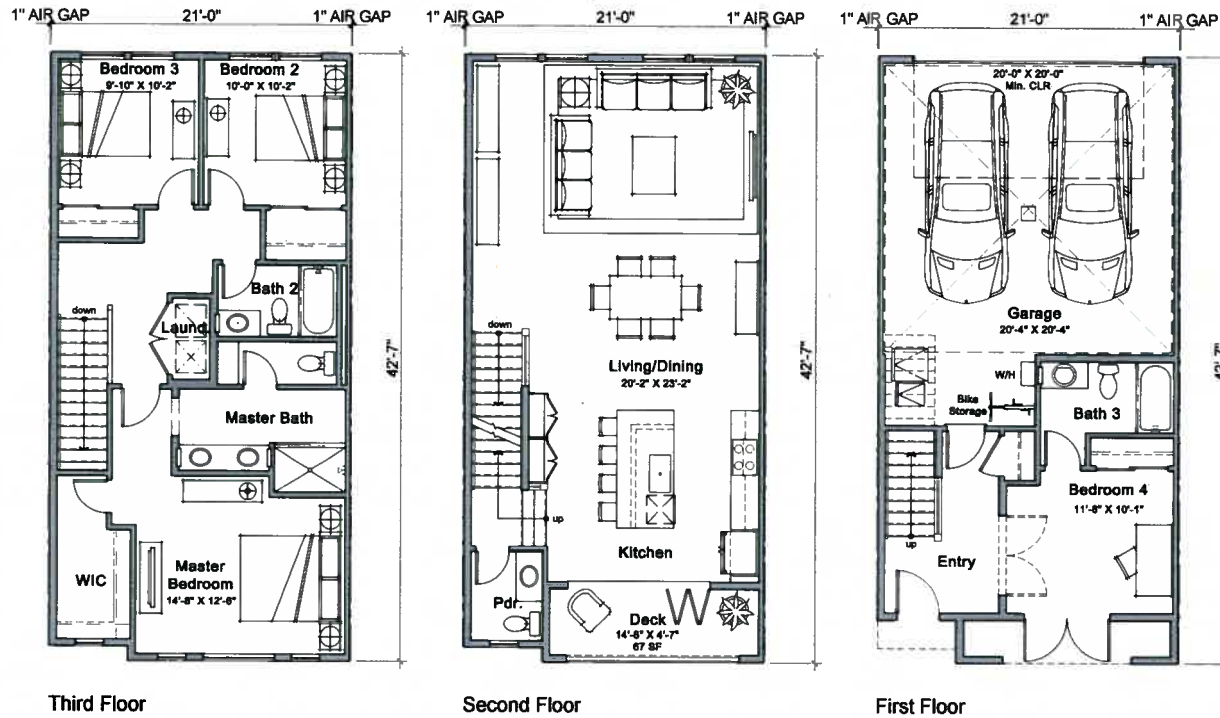 1" AIR GAP
21'-0"
1" AIR GAP
Bedroom 3
9'-10" X 10'-2"
Bedroom 2
10'-0" X 10'-2"
Bath 2
down
Laund.
42'-7"
Master Bath
WIC
Master
Bedroom
14'-8" X 12'-6"
Third Floor
1" AIR GAP
21'-0"
1" AIR GAP
down
Living/Dining
20'-2" X 23'-2"
42'-7"
up
Kitchen
Pdr.
Deck
14'-8" X 4'-7"
67 SF
Second Floor
1" AIR GAP
21'-0"
1" AIR GAP
20'-0" X 20'-0"
Min. CLR
Garage
20'-4" X 20'-4"
42'-7"
W/H
Bike
Storage
Bath 3
Bedroom 4
11'-8" X 10'-1"
up
Entry
First Floor